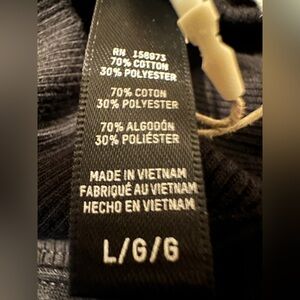 RN 156973
70% COTTON
30% POLYESTER
70% COTON
30% POLYESTER
70% ALGODÓN
30% POLIÉSTER
MADE IN VIETNAM
FABRIQUÉ AU VIETNAM
HECHO EN VIETNAM
L/G/G